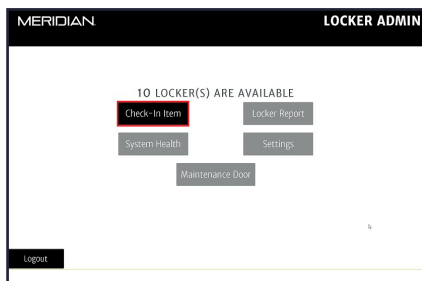 MERIDIAN
LOCKER ADMIN
10 LOCKER(S) ARE AVAILABLE
Check-In Item
Locker Report
System Health
Settings
Maintenance Door
Logout